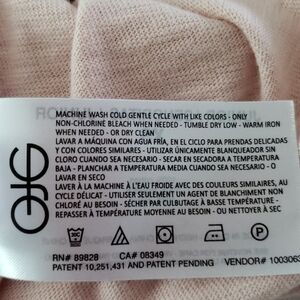 MACHINE WASH COLD GENTLE CYCLE WITH LIKE COLORS - ONLY
NON-CHLORINE BLEACH WHEN NEEDED - TUMBLE DRY LOW - WARM IRON
WHEN NEEDED - OR DRY CLEAN
LAVAR A MÁQUINA CON AGUA FRÍA, EN EL CICLO PARA PRENDAS DELICADAS
Y CON COLORES SIMILARES - UTILIZAR ÚNICAMENTE BLANQUEADOR SIN
CLORO CUANDO SEA NECESARIO - SECAR EN SECADORA A TEMPERATURA
BAJA - PLANCHAR A TEMPERATURA MEDIA CUANDO SEA NECESARIO - O
LAVAR EN SECO
LAVER À LA MACHINE À L'EAU FROIDE AVEC DES COULEURS SIMILAIRES, AU
CYCLE DÉLICAT - UTILISER SEULEMENT UN AGENT DE BLANCHIMENT NON
CHLORÉ AU BESOIN - SÉCHER PAR CULBUTAGE À BASSE TEMPÉRATURE -
REPASSER À TEMPÉRATURE MOYENNE AU BESOIN - OU NETTOYER À SEC
30C
RN# 89828 CA# 08349
PATENT 10,251,431 AND PATENT PENDING VENDOR# 1003063